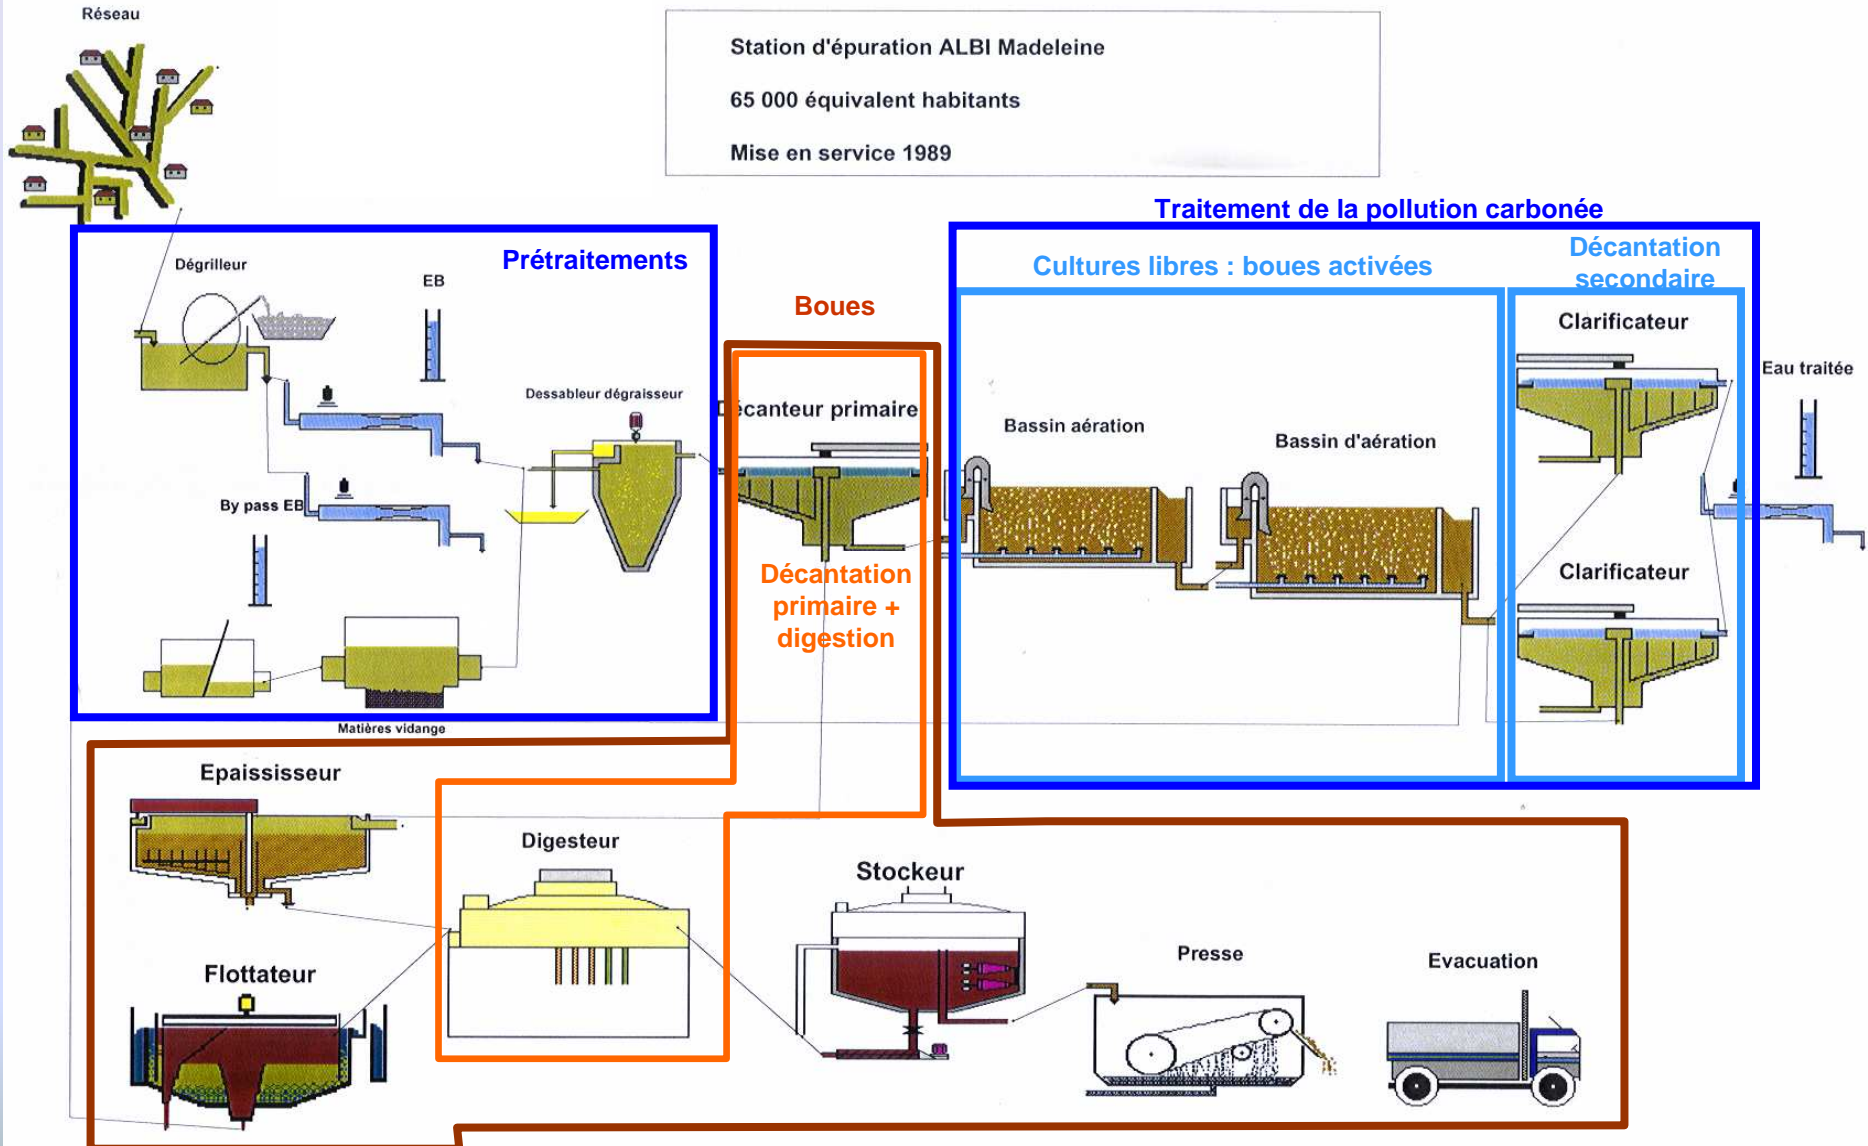 Réseau
Station d'épuration ALBI Madeleine
65 000 équivalent habitants
Mise en service 1989
Traitement de la pollution carbonée
Prétraitements
Dégrilleur
EB
Cultures libres : boues activées
Décantation
secondaire
Boues
Clarificateur
Eau traitée
Dessableur dégraisseur
Décanteur primaire
Bassin aération
Bassin d'aération
By pass EB
Décantation
primaire +
digestion
Clarificateur
Matières vidange
Epaississeur
Digesteur
Stockeur
Flottateur
Presse
Evacuation